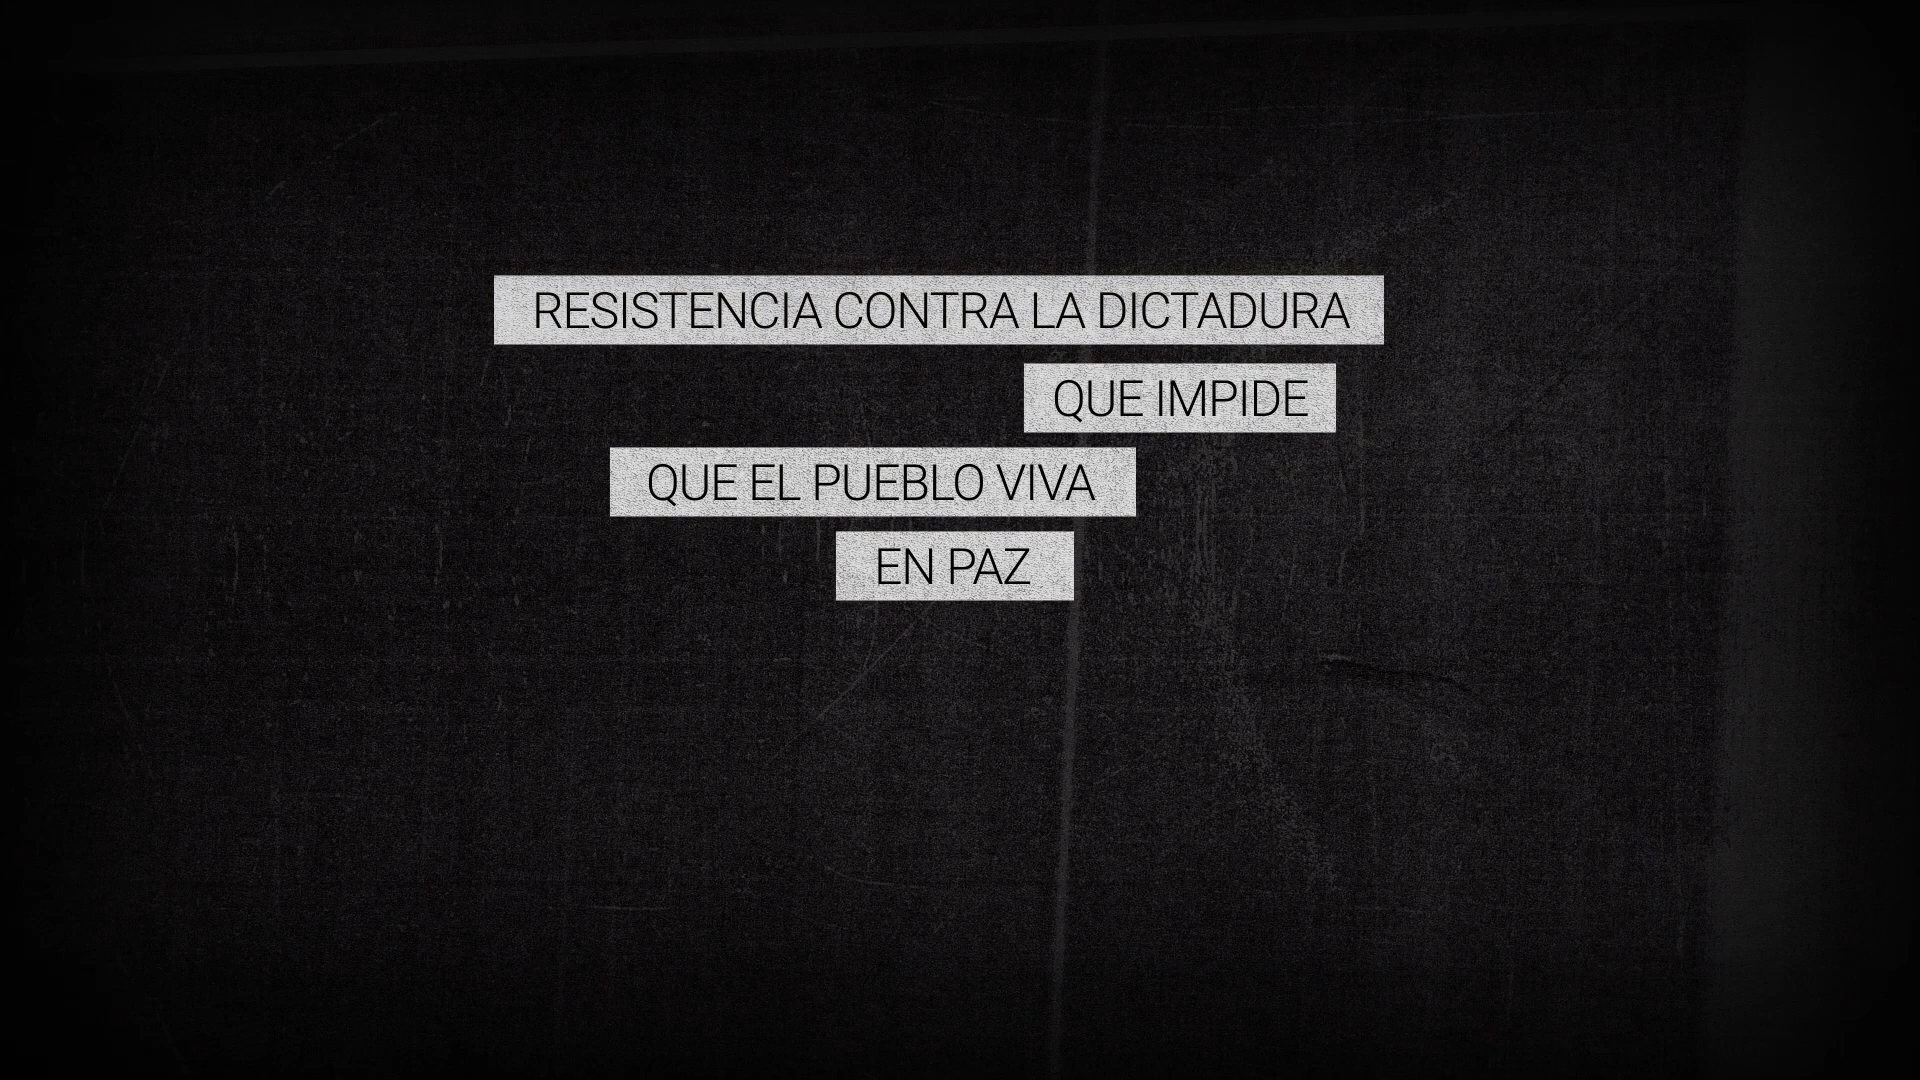 RESISTENCIA CONTRA LA DICTADURA
QUE IMPIDE
QUE EL PUEBLO VIVA
EN PAZ